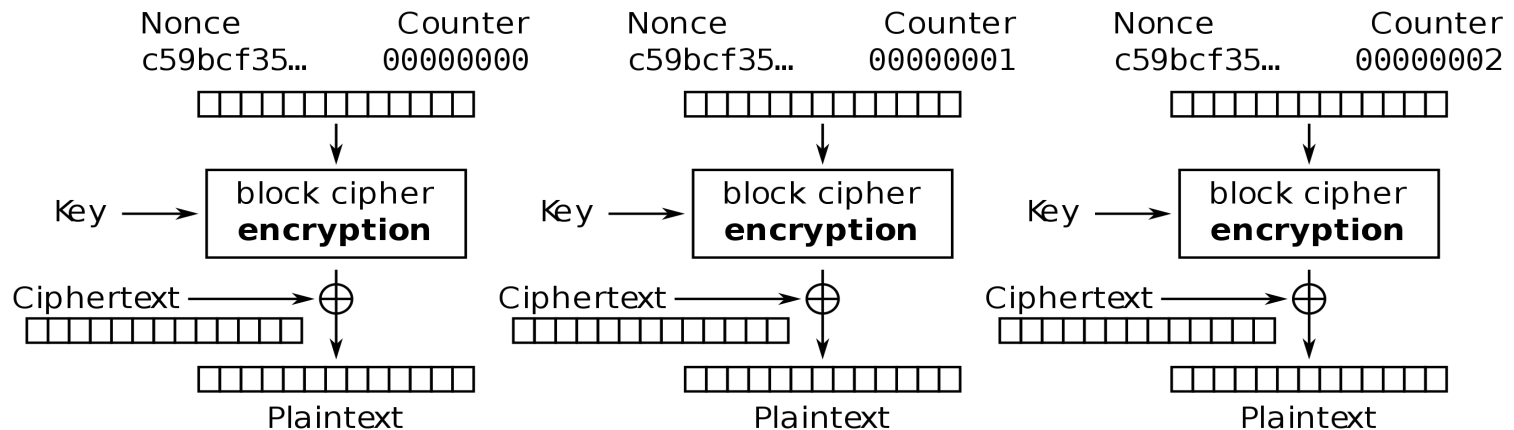 Nonce Counter
c59bcf35… 00000000
Key
block cipher
encryption
Ciphertext
Plaintext
Nonce Counter
c59bcf35… 00000001
Key
block cipher
encryption
Ciphertext
Plaintext
Nonce Counter
c59bcf35… 00000002
Key
block cipher
encryption
Ciphertext
Plaintext